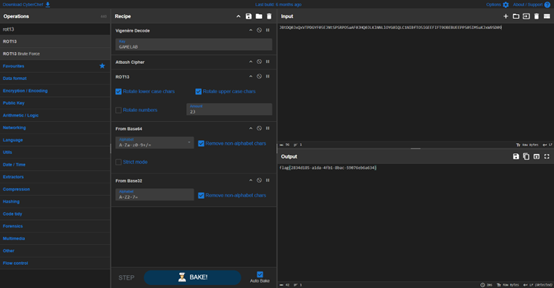 Download CyberChef
Last build: 6 months ago
Options
About / Support
Operations
Recipe
Input
rot13
ROT13
ROT13 Brute Force
Favourites
Data format
Encryption / Encoding
Public Key
Arithmetic / Logic
Networking
Language
Utils
Date / Time
Extractors
Compression
Hashing
Code tidy
Forensics
Multimedia
Other
Flow control
Vigenère Decode
Key
GAMELAB
Atbash Cipher
ROT13
Rotate lower case chars
Rotate upper case chars
Rotate numbers
Amount
From Base64
Alphabet
A-Za-z0-9+/=
Remove non-alphabet chars
Strict mode
From Base32
Alphabet
A-Z2-7=
Remove non-alphabet chars
STEP
BAKE!
Auto Bake
Output